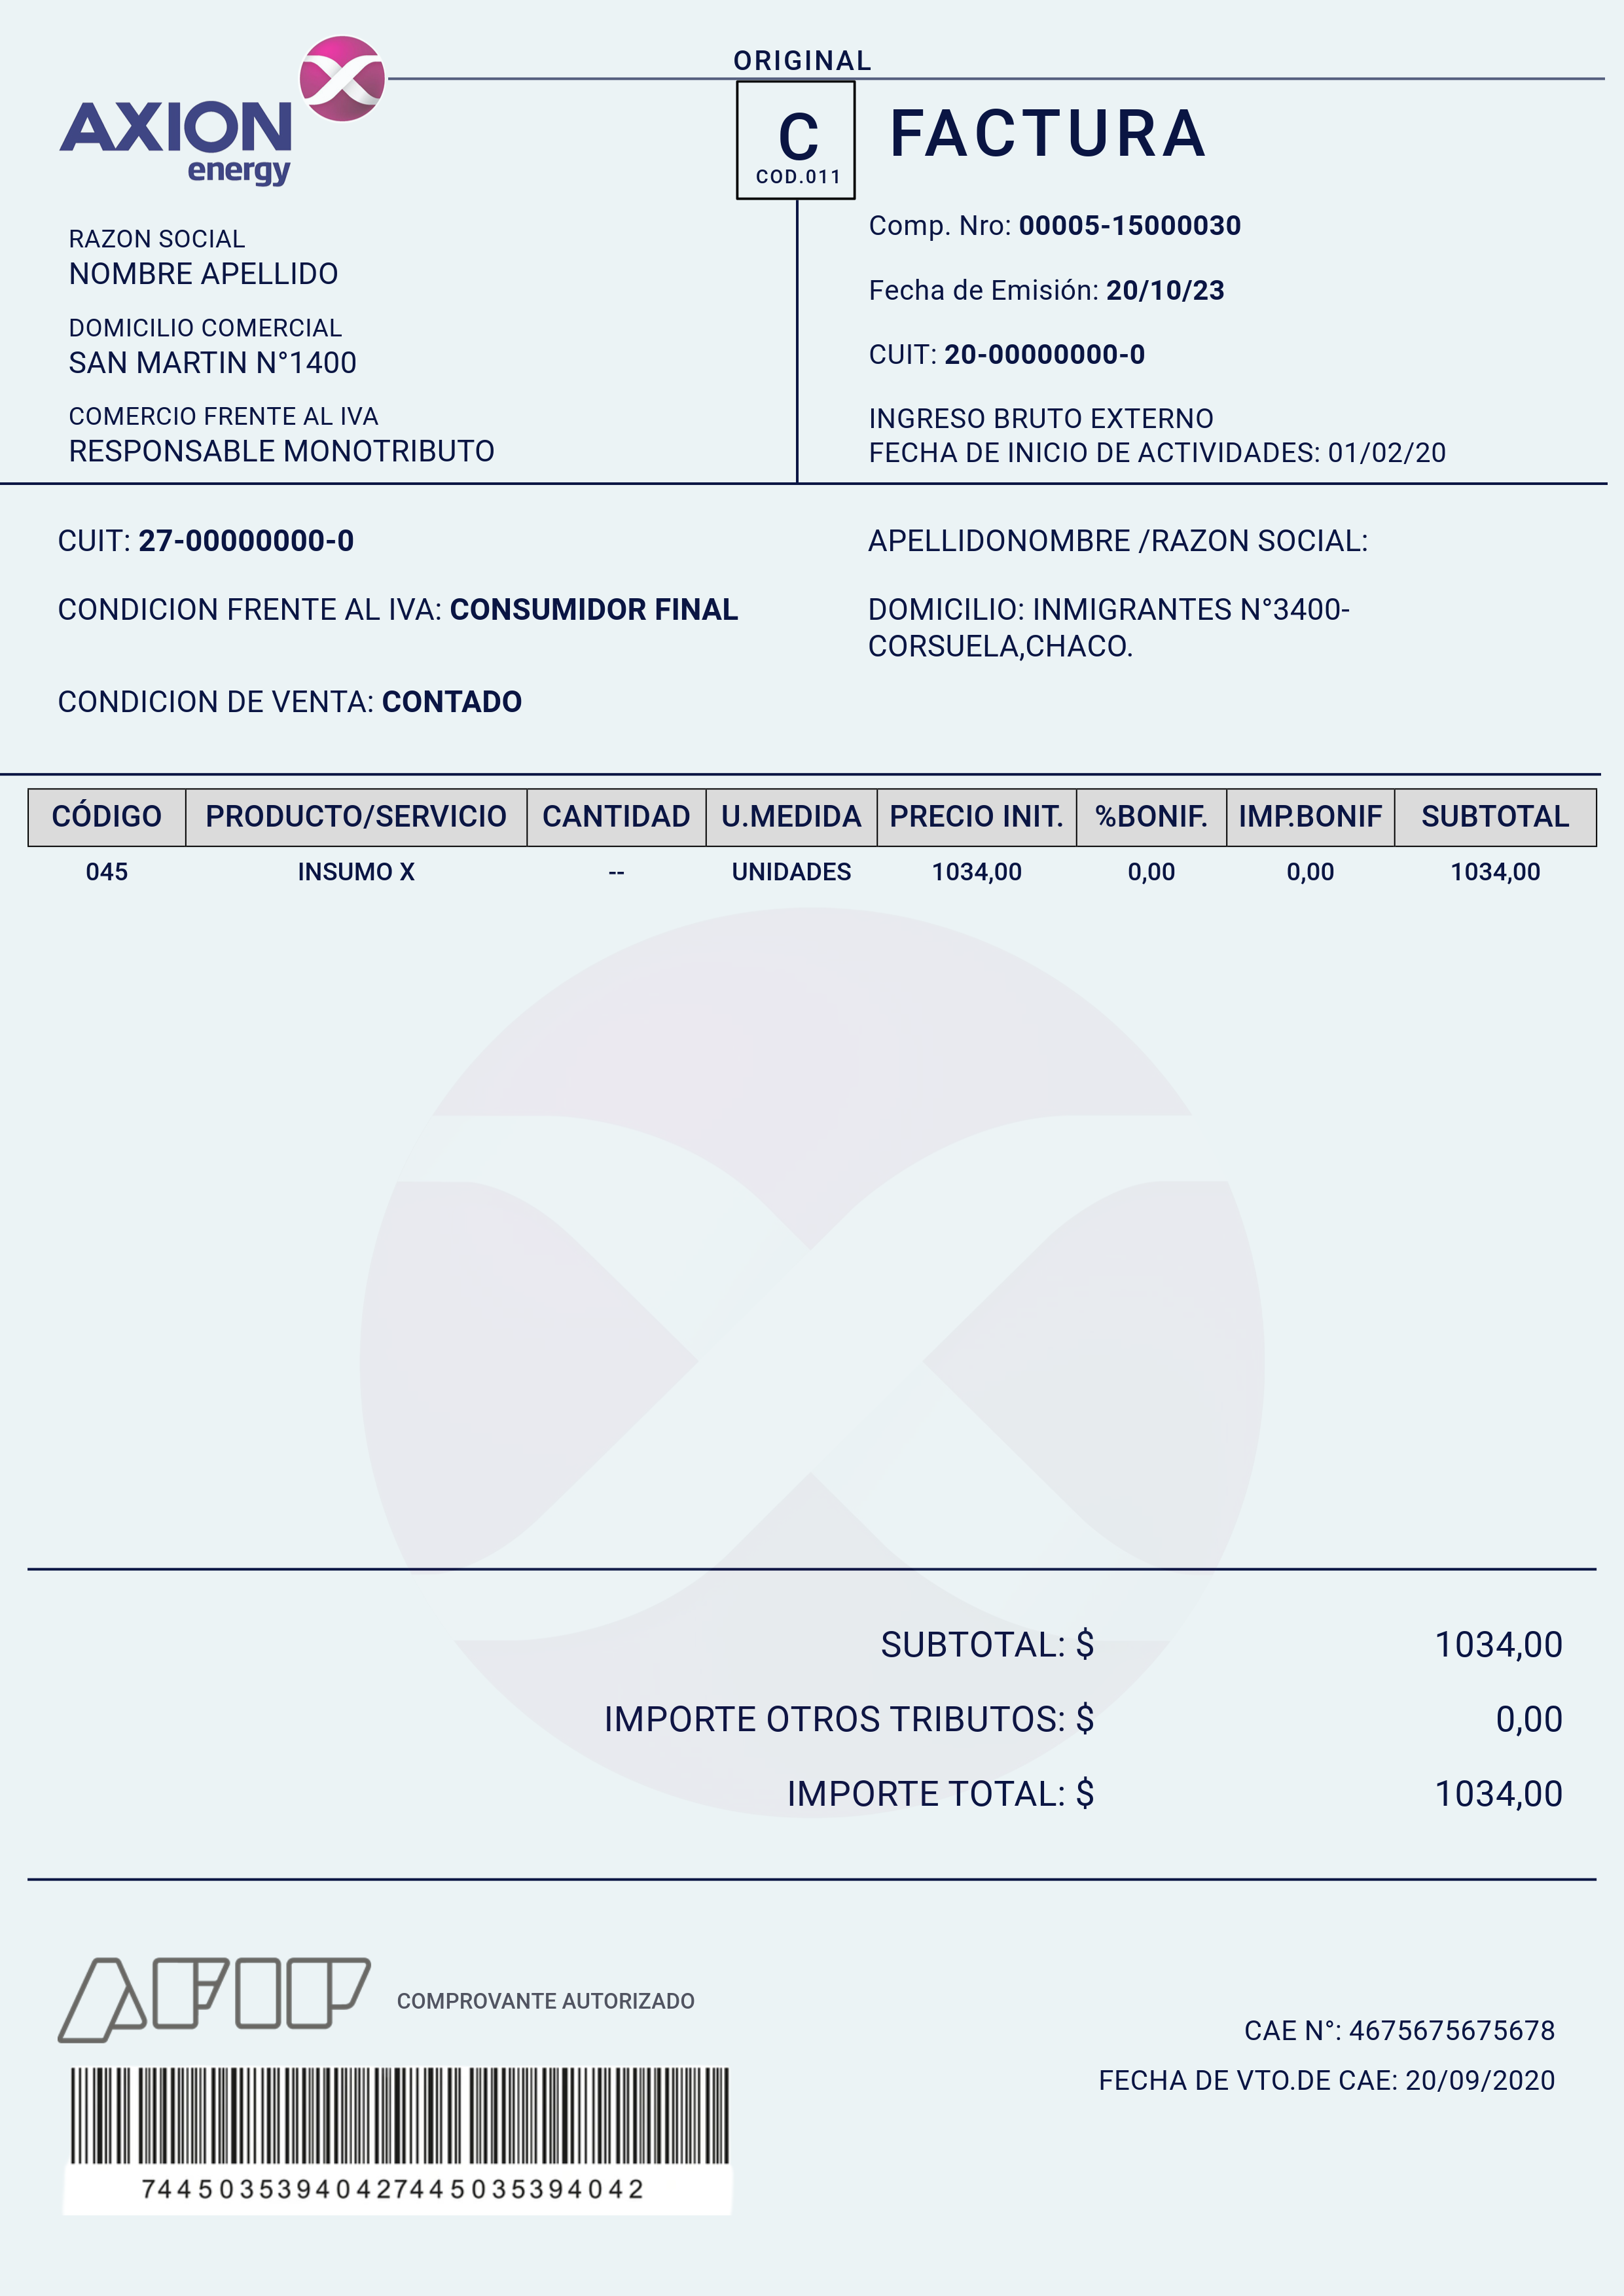 ORIGINAL
AXION
energy
C
COD.011
FACTURA
RAZON SOCIAL
NOMBRE APELLIDO
DOMICILIO COMERCIAL
SAN MARTIN N°1400
COMERCIO FRENTE AL IVA
RESPONSABLE MONOTRIBUTO
Comp. Nro: 00005-15000030
Fecha de Emisión: 20/10/23
CUIT: 20-00000000-0
INGRESO BRUTO EXTERNO
FECHA DE INICIO DE ACTIVIDADES: 01/02/20
CUIT: 27-00000000-0
CONDICION FRENTE AL IVA: CONSUMIDOR FINAL
CONDICION DE VENTA: CONTADO
APELLIDONOMBRE /RAZON SOCIAL:
DOMICILIO: INMIGRANTES N°3400-
CORSUELA,CHACO.
CÓDIGO PRODUCTO/SERVICIO CANTIDAD U.MEDIDA PRECIO INIT. %BONIF. IMP.BONIF SUBTOTAL
045 INSUMO X -- UNIDADES 1034,00 0,00 0,00 1034,00
SUBTOTAL: $ 1034,00
IMPORTE OTROS TRIBUTOS: $ 0,00
IMPORTE TOTAL: $ 1034,00
AFIP COMPROVANTE AUTORIZADO
CAE N°: 4675675675678
FECHA DE VTO.DE CAE: 20/09/2020
74450353940427445035394042